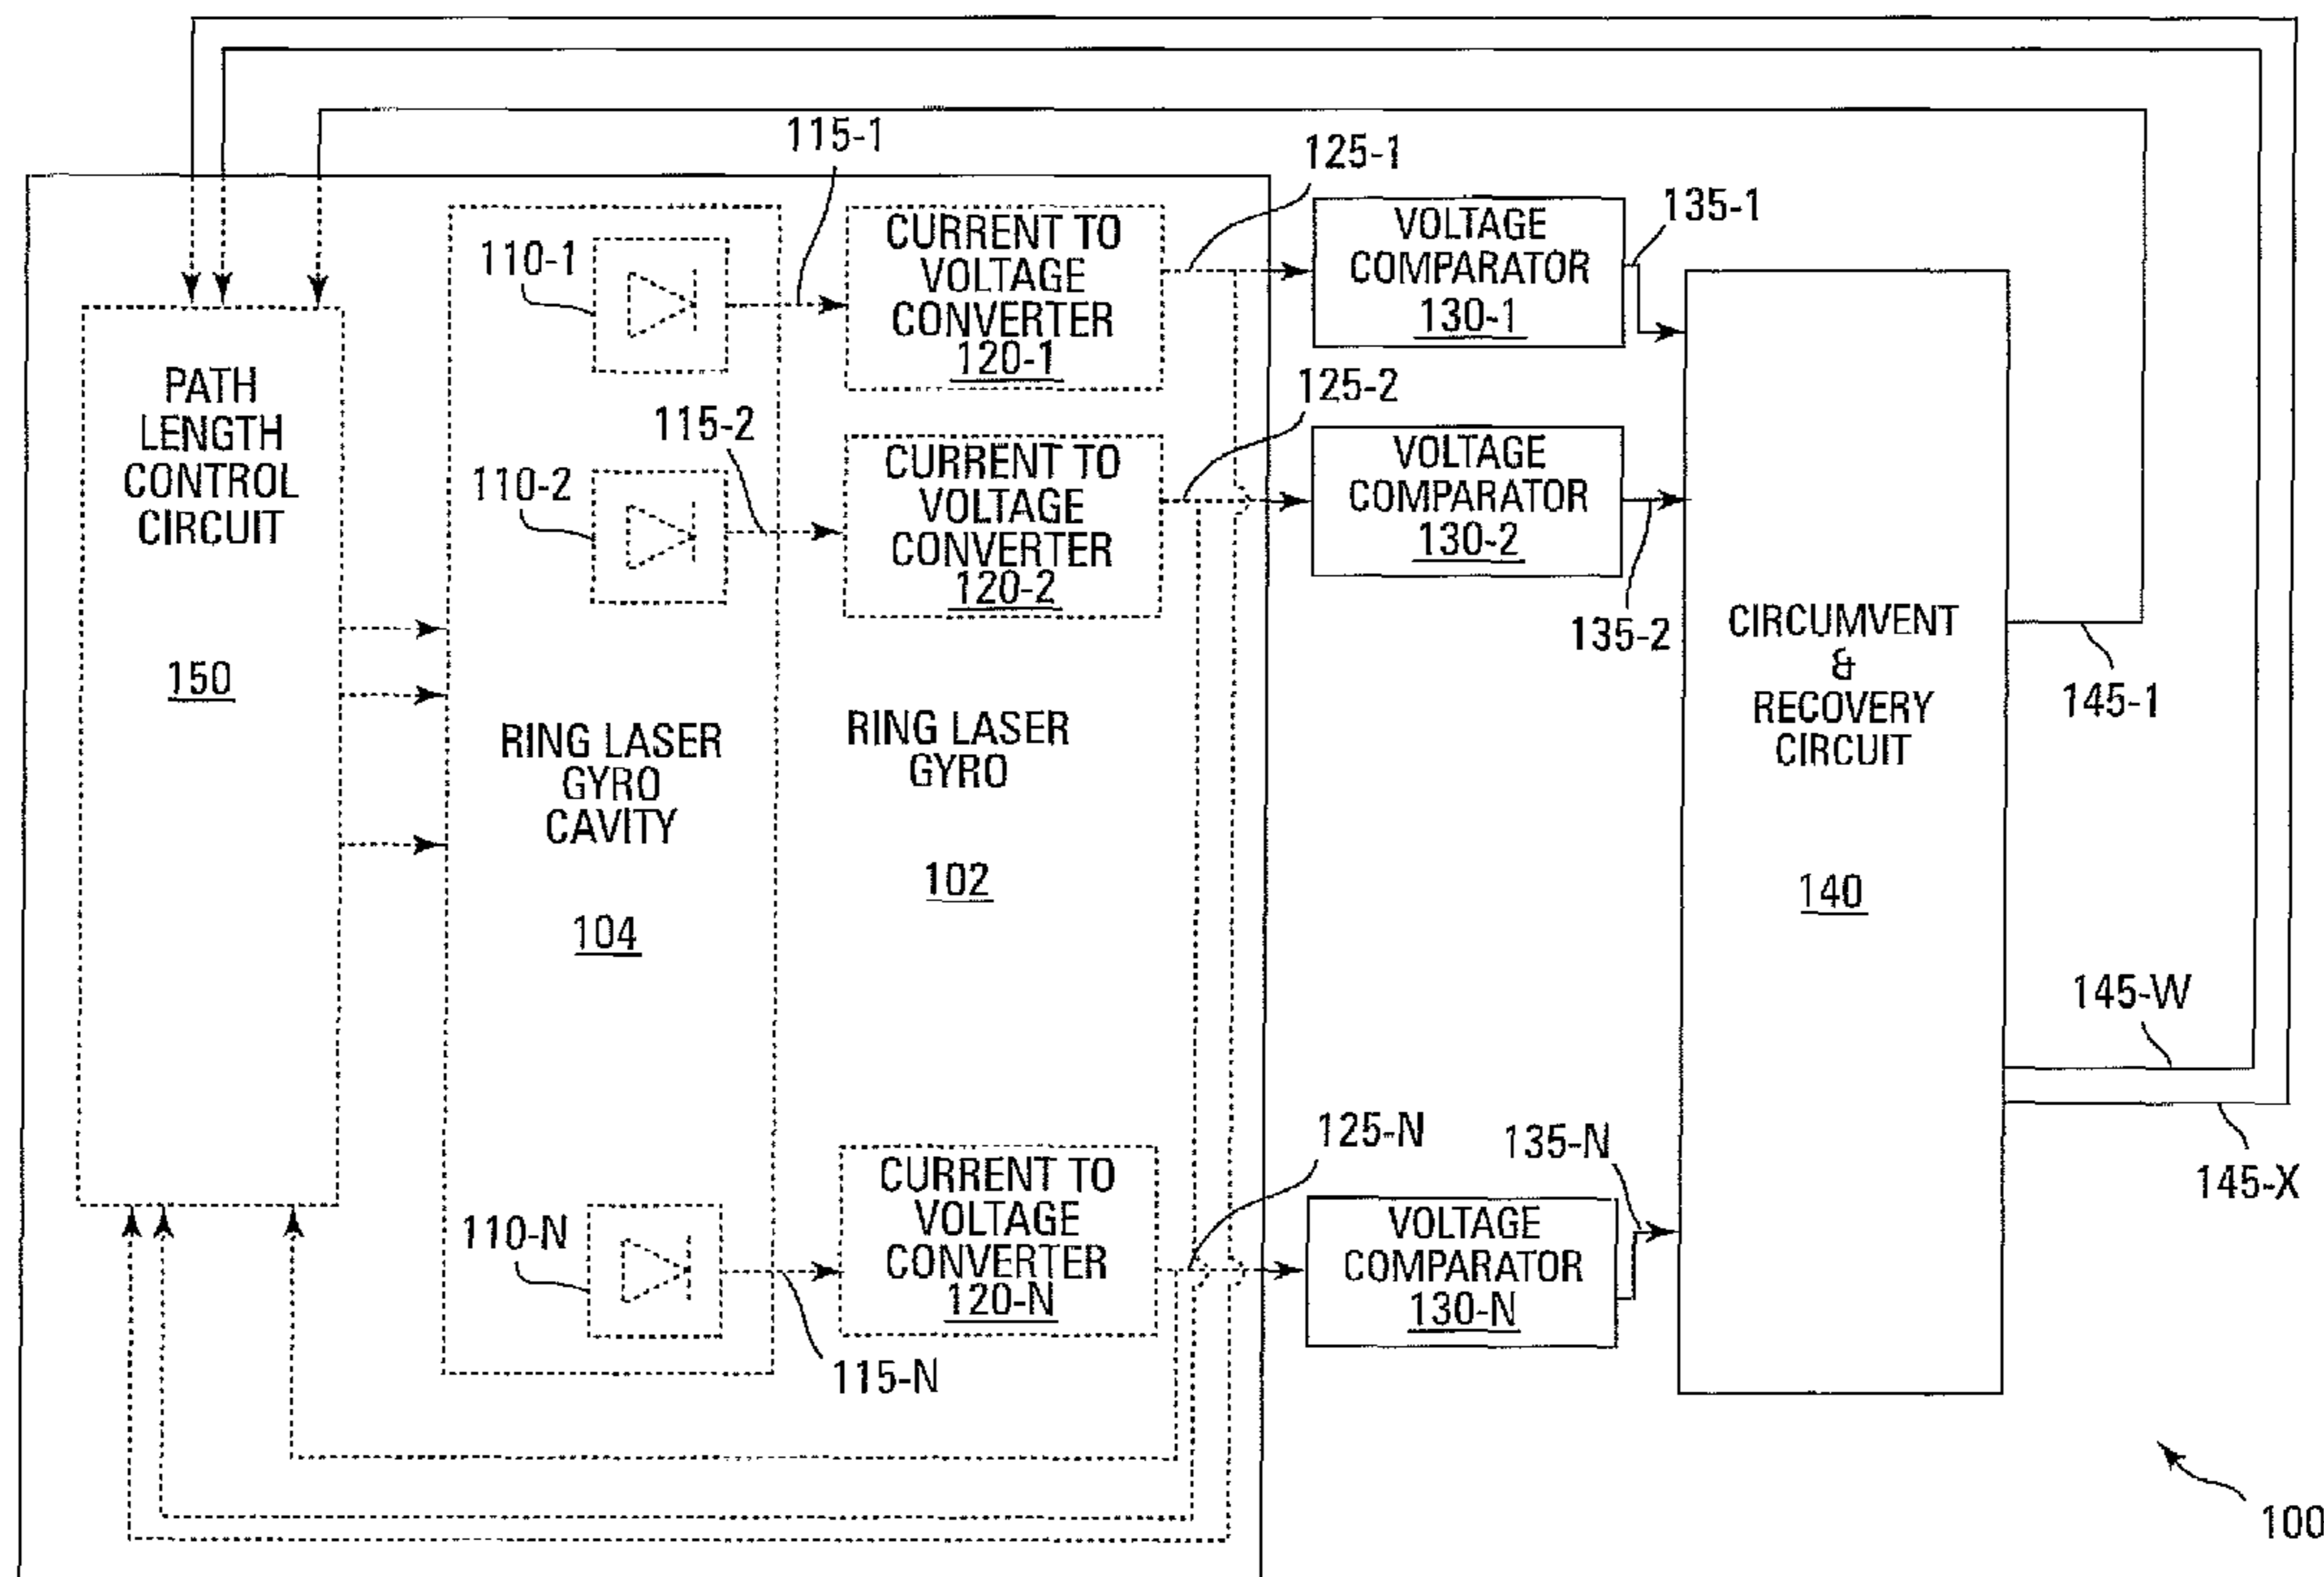 115-1
125-1
135-1
110-1
CURRENT TO
VOLTAGE
CONVERTER
120-1
VOLTAGE
COMPARATOR
130-1
PATH
LENGTH
CONTROL
CIRCUIT
150
115-2
125-2
110-2
CURRENT TO
VOLTAGE
CONVERTER
120-2
VOLTAGE
COMPARATOR
130-2
135-2
CIRCUMVENT
&
RECOVERY
CIRCUIT
140
145-1
RING LASER
GYRO
CAVITY
104
RING LASER
GYRO
102
145-W
145-X
125-N
135-N
110-N
CURRENT TO
VOLTAGE
CONVERTER
120-N
VOLTAGE
COMPARATOR
130-N
115-N
100